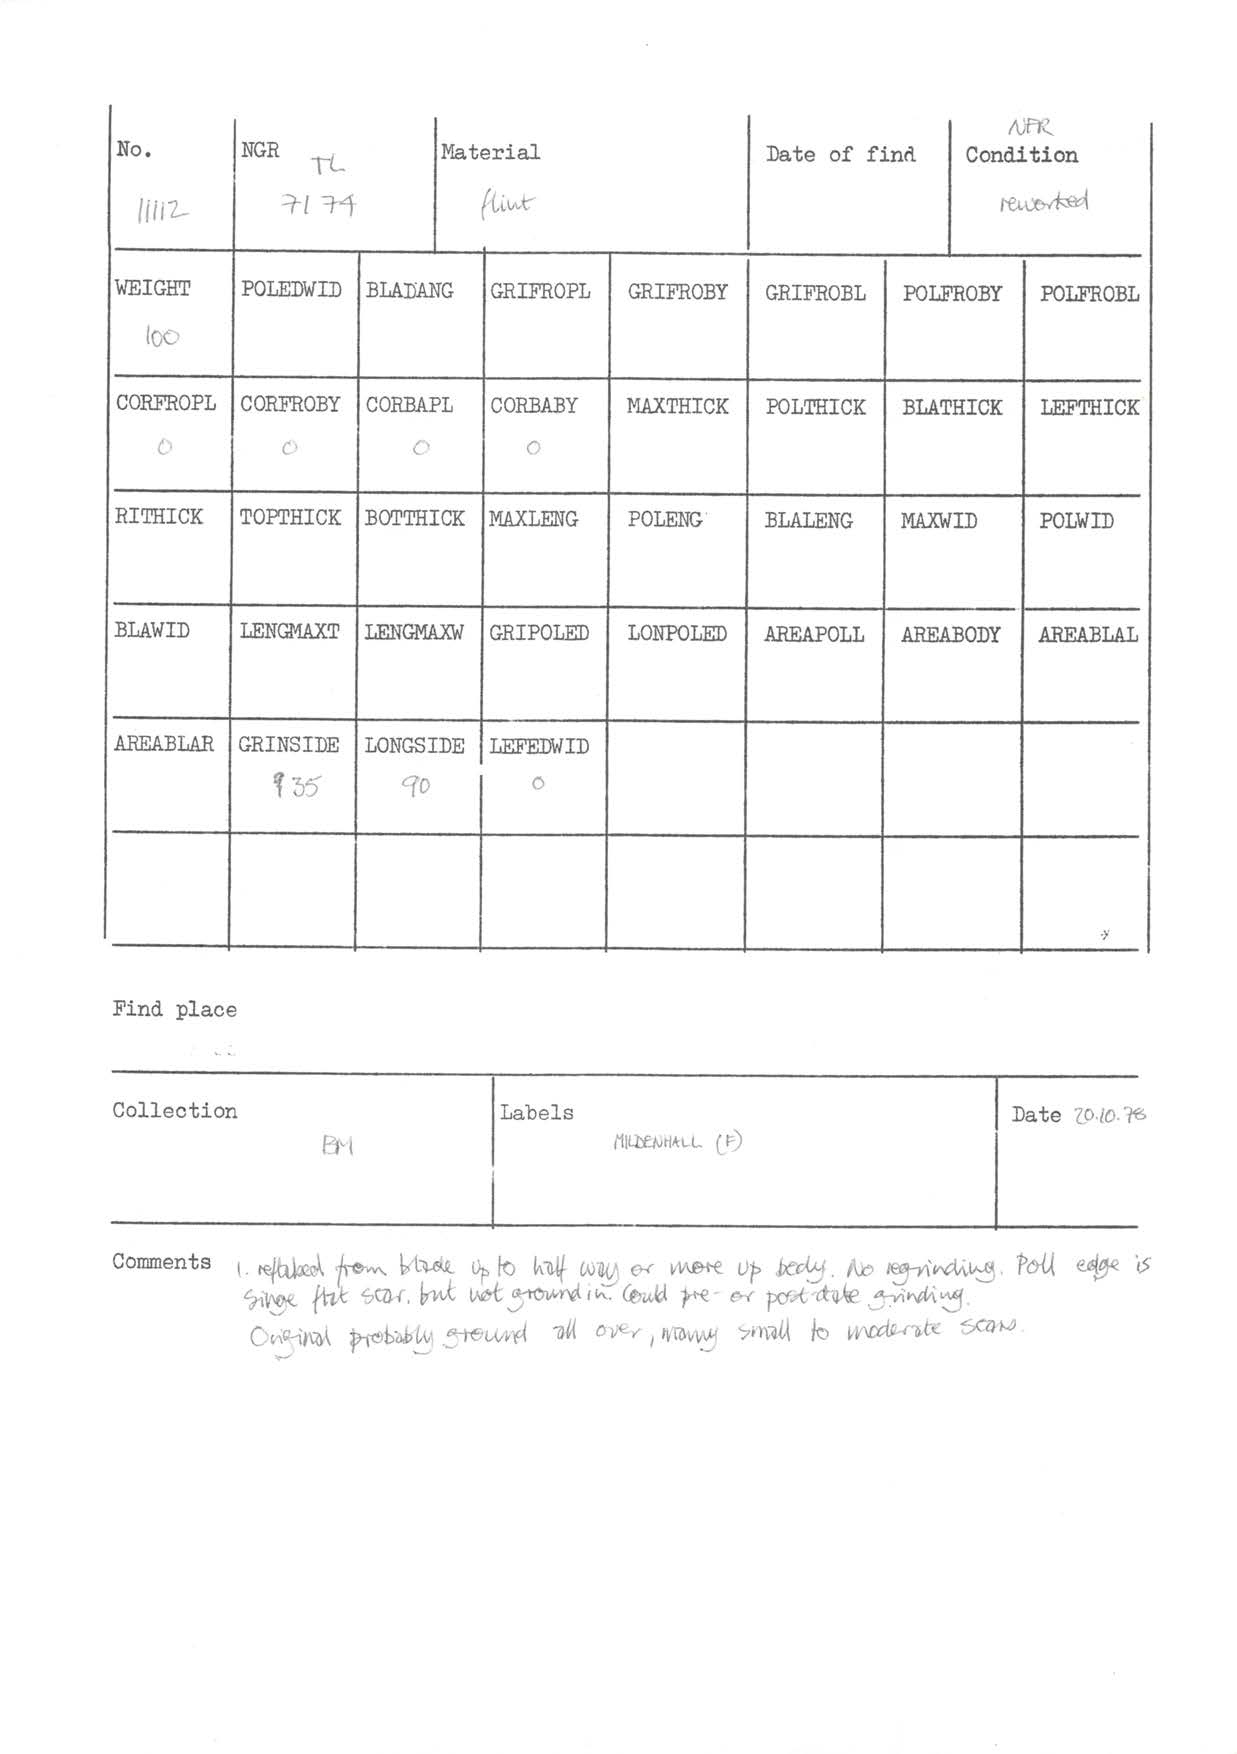 No. NGR TL Material Date of find NFR Condition
11112 71 74 flint reworked
WEIGHT POLEDWID BLADANG GRIFROPL GRIFROBY GRIFROBL POLFROBY POLFROBL
100
CORFROPL CORFROBY CORBAPL CORBABY MAXTHICK POLTHICK BLATHICK LEFTHICK
0 0 0 0
RITHICK TOPTHICK BOTTHICK MAXLENG POLENG BLALENG MAXWID POLWID
BLAWID LENGMAXT LENGMAXW GRIPOLED LONPOLED AREAPOLL AREABODY AREABLAL
AREABLAR GRINSIDE LONGSIDE LEFEDWID
35 90 0
Find place
Collection Labels Date 20.10.78
BM MILDENHALL (F)
Comments 1. reflaked from blade up to half way or more up body. No regrinding. Poll edge is
singe flat scar, but not ground in. Could pre- or post-date grinding.
Original probably ground all over, many small to moderate scars.